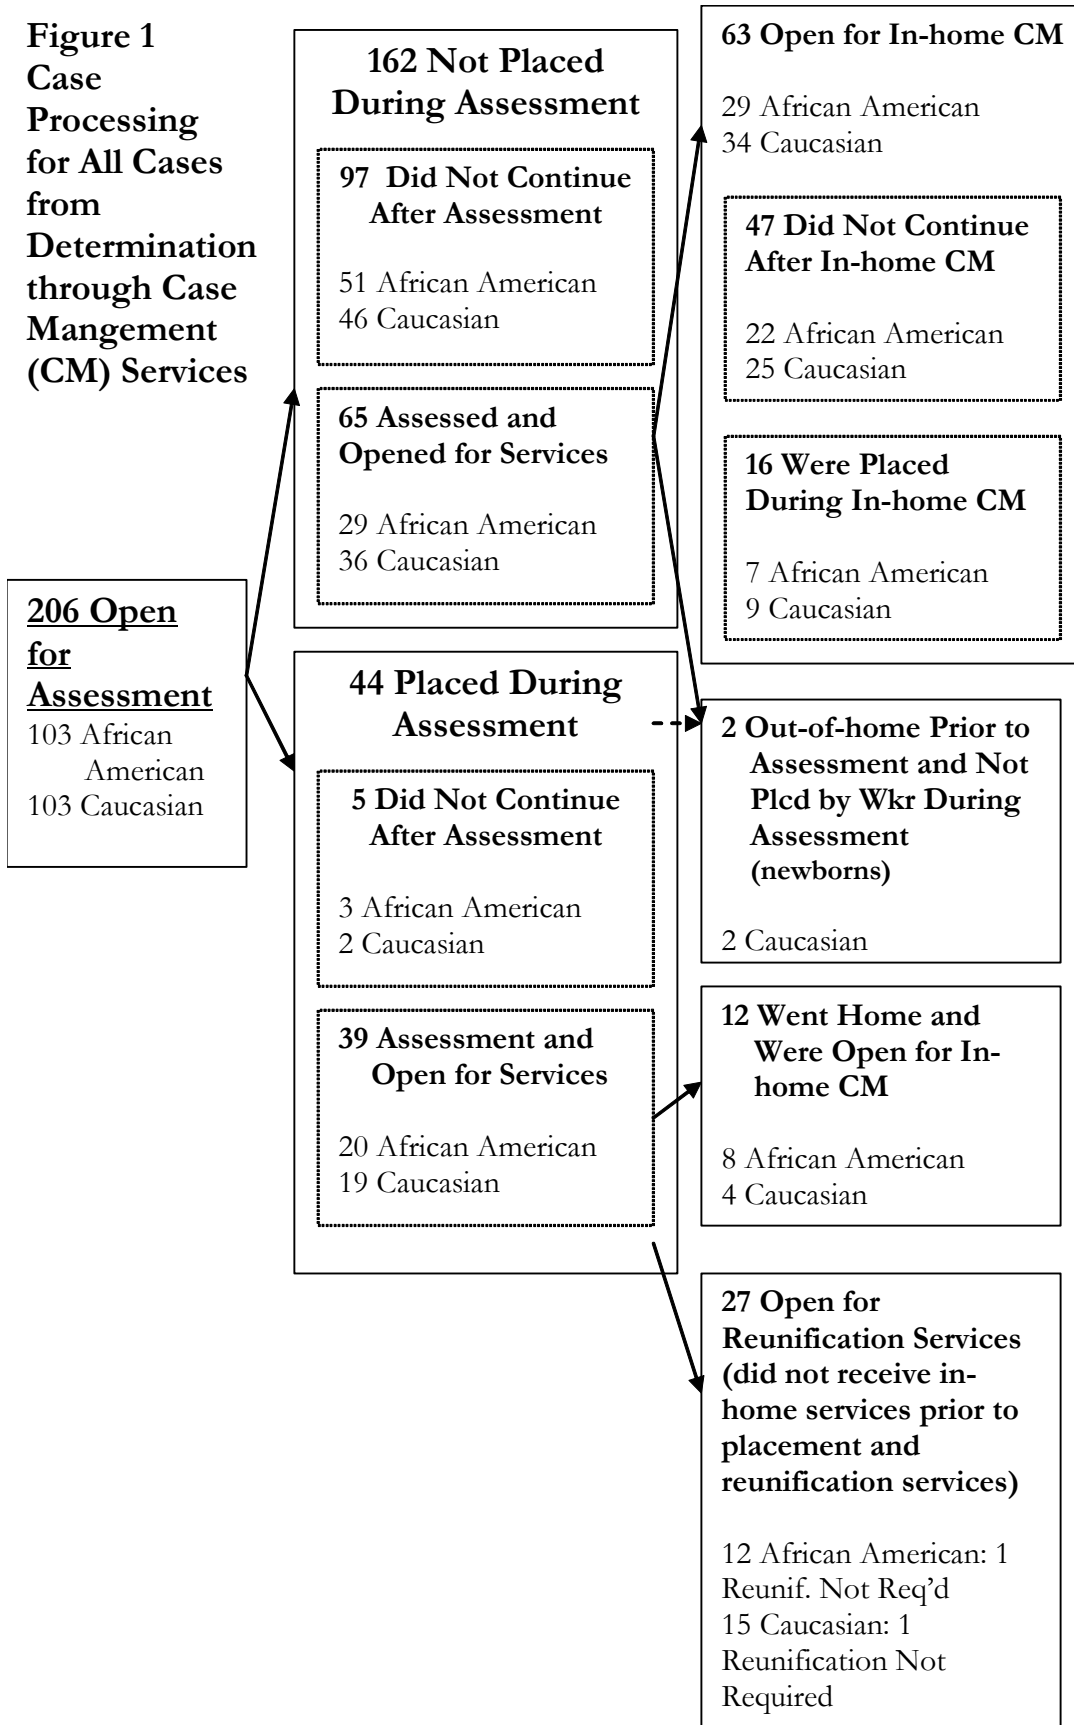 Figure 1
Case
Processing
for All Cases
from
Determination
through Case
Mangement
(CM) Services
206 Open
for
Assessment
103 African
American
103 Caucasian
162 Not Placed
During Assessment
97 Did Not Continue
After Assessment
51 African American
46 Caucasian
65 Assessed and
Opened for Services
29 African American
36 Caucasian
44 Placed During
Assessment
5 Did Not Continue
After Assessment
3 African American
2 Caucasian
39 Assessment and
Open for Services
20 African American
19 Caucasian
63 Open for In-home CM
29 African American
34 Caucasian
47 Did Not Continue
After In-home CM
22 African American
25 Caucasian
16 Were Placed
During In-home CM
7 African American
9 Caucasian
2 Out-of-home Prior to
Assessment and Not
Plcd by Wkr During
Assessment
(newborns)
2 Caucasian
12 Went Home and
Were Open for In-
home CM
8 African American
4 Caucasian
27 Open for
Reunification Services
(did not receive in-
home services prior to
placement and
reunification services)
12 African American: 1
Reunif. Not Req’d
15 Caucasian: 1
Reunification Not
Required